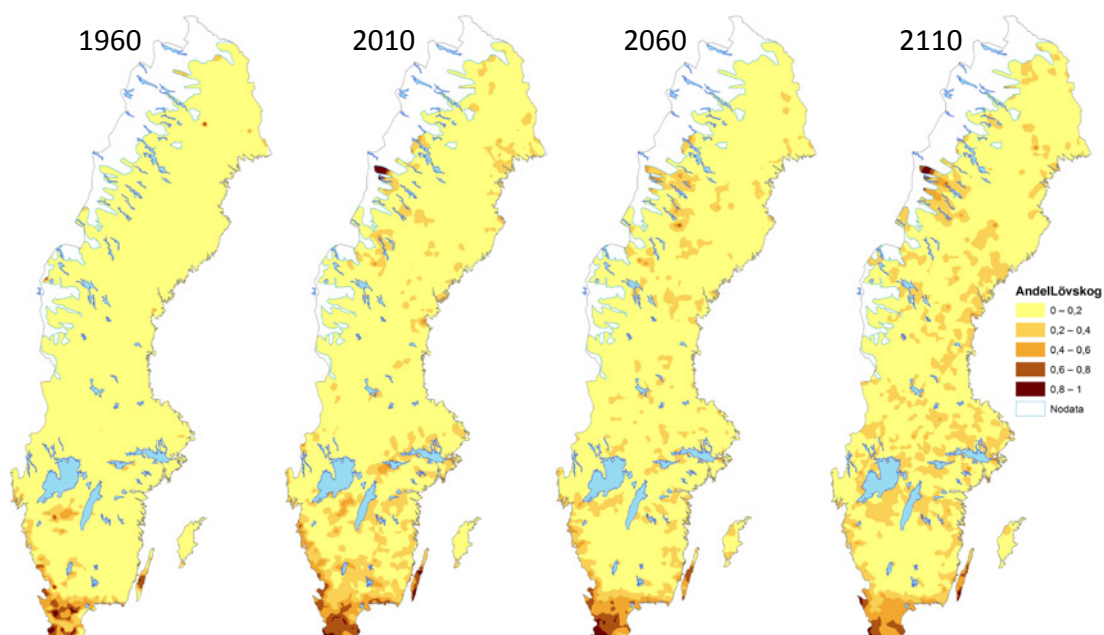 1960
2010
2060
2110
AndelLövskog
0 – 0,2
0,2 – 0,4
0,4 – 0,6
0,6 – 0,8
0,8 – 1
Nodata